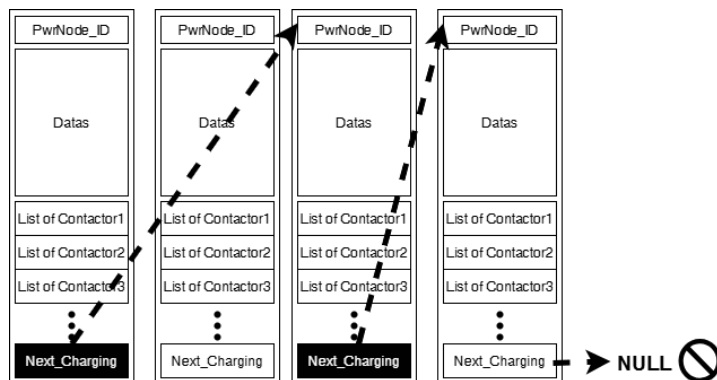 PwrNode_ID PwrNode_ID PwrNode_ID PwrNode_ID
Datas Datas Datas Datas
List of Contactor1 List of Contactor1 List of Contactor1 List of Contactor1
List of Contactor2 List of Contactor2 List of Contactor2 List of Contactor2
List of Contactor3 List of Contactor3 List of Contactor3 List of Contactor3
Next_Charging Next_Charging Next_Charging Next_Charging NULL